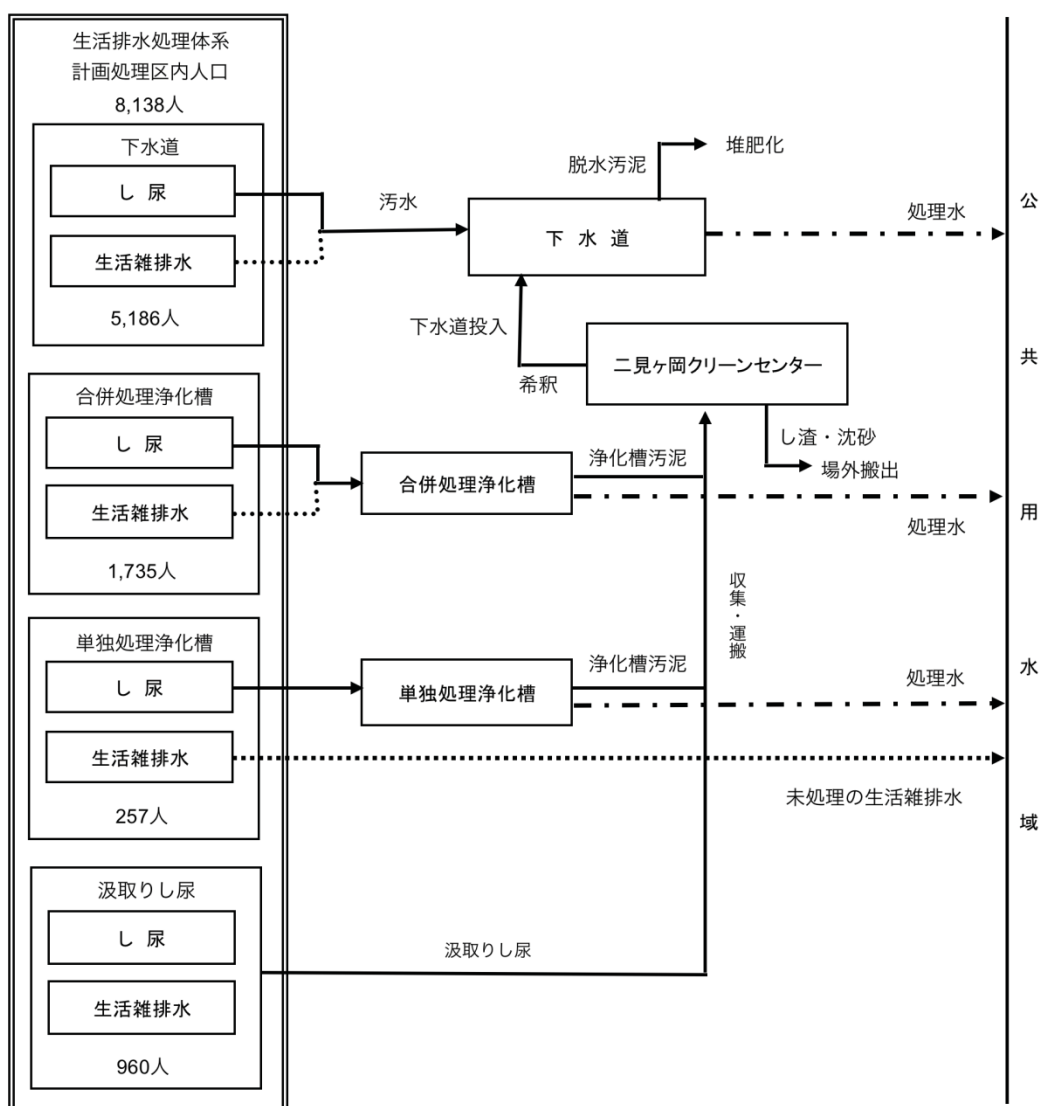 生活排水処理体系
計画処理区内人口
8,138人
下水道
し 尿
生活雑排水
5,186人
汚水
下 水 道
脱水汚泥
堆肥化
処理水
下水道投入
希釈
二見ヶ岡クリーンセンター
し渣・沈砂
場外搬出
合併処理浄化槽
し 尿
生活雑排水
1,735人
合併処理浄化槽
浄化槽汚泥
処理水
収集・運搬
単独処理浄化槽
し 尿
生活雑排水
257人
単独処理浄化槽
浄化槽汚泥
処理水
未処理の生活雑排水
汲取りし尿
し 尿
生活雑排水
960人
汲取りし尿
公共用水域